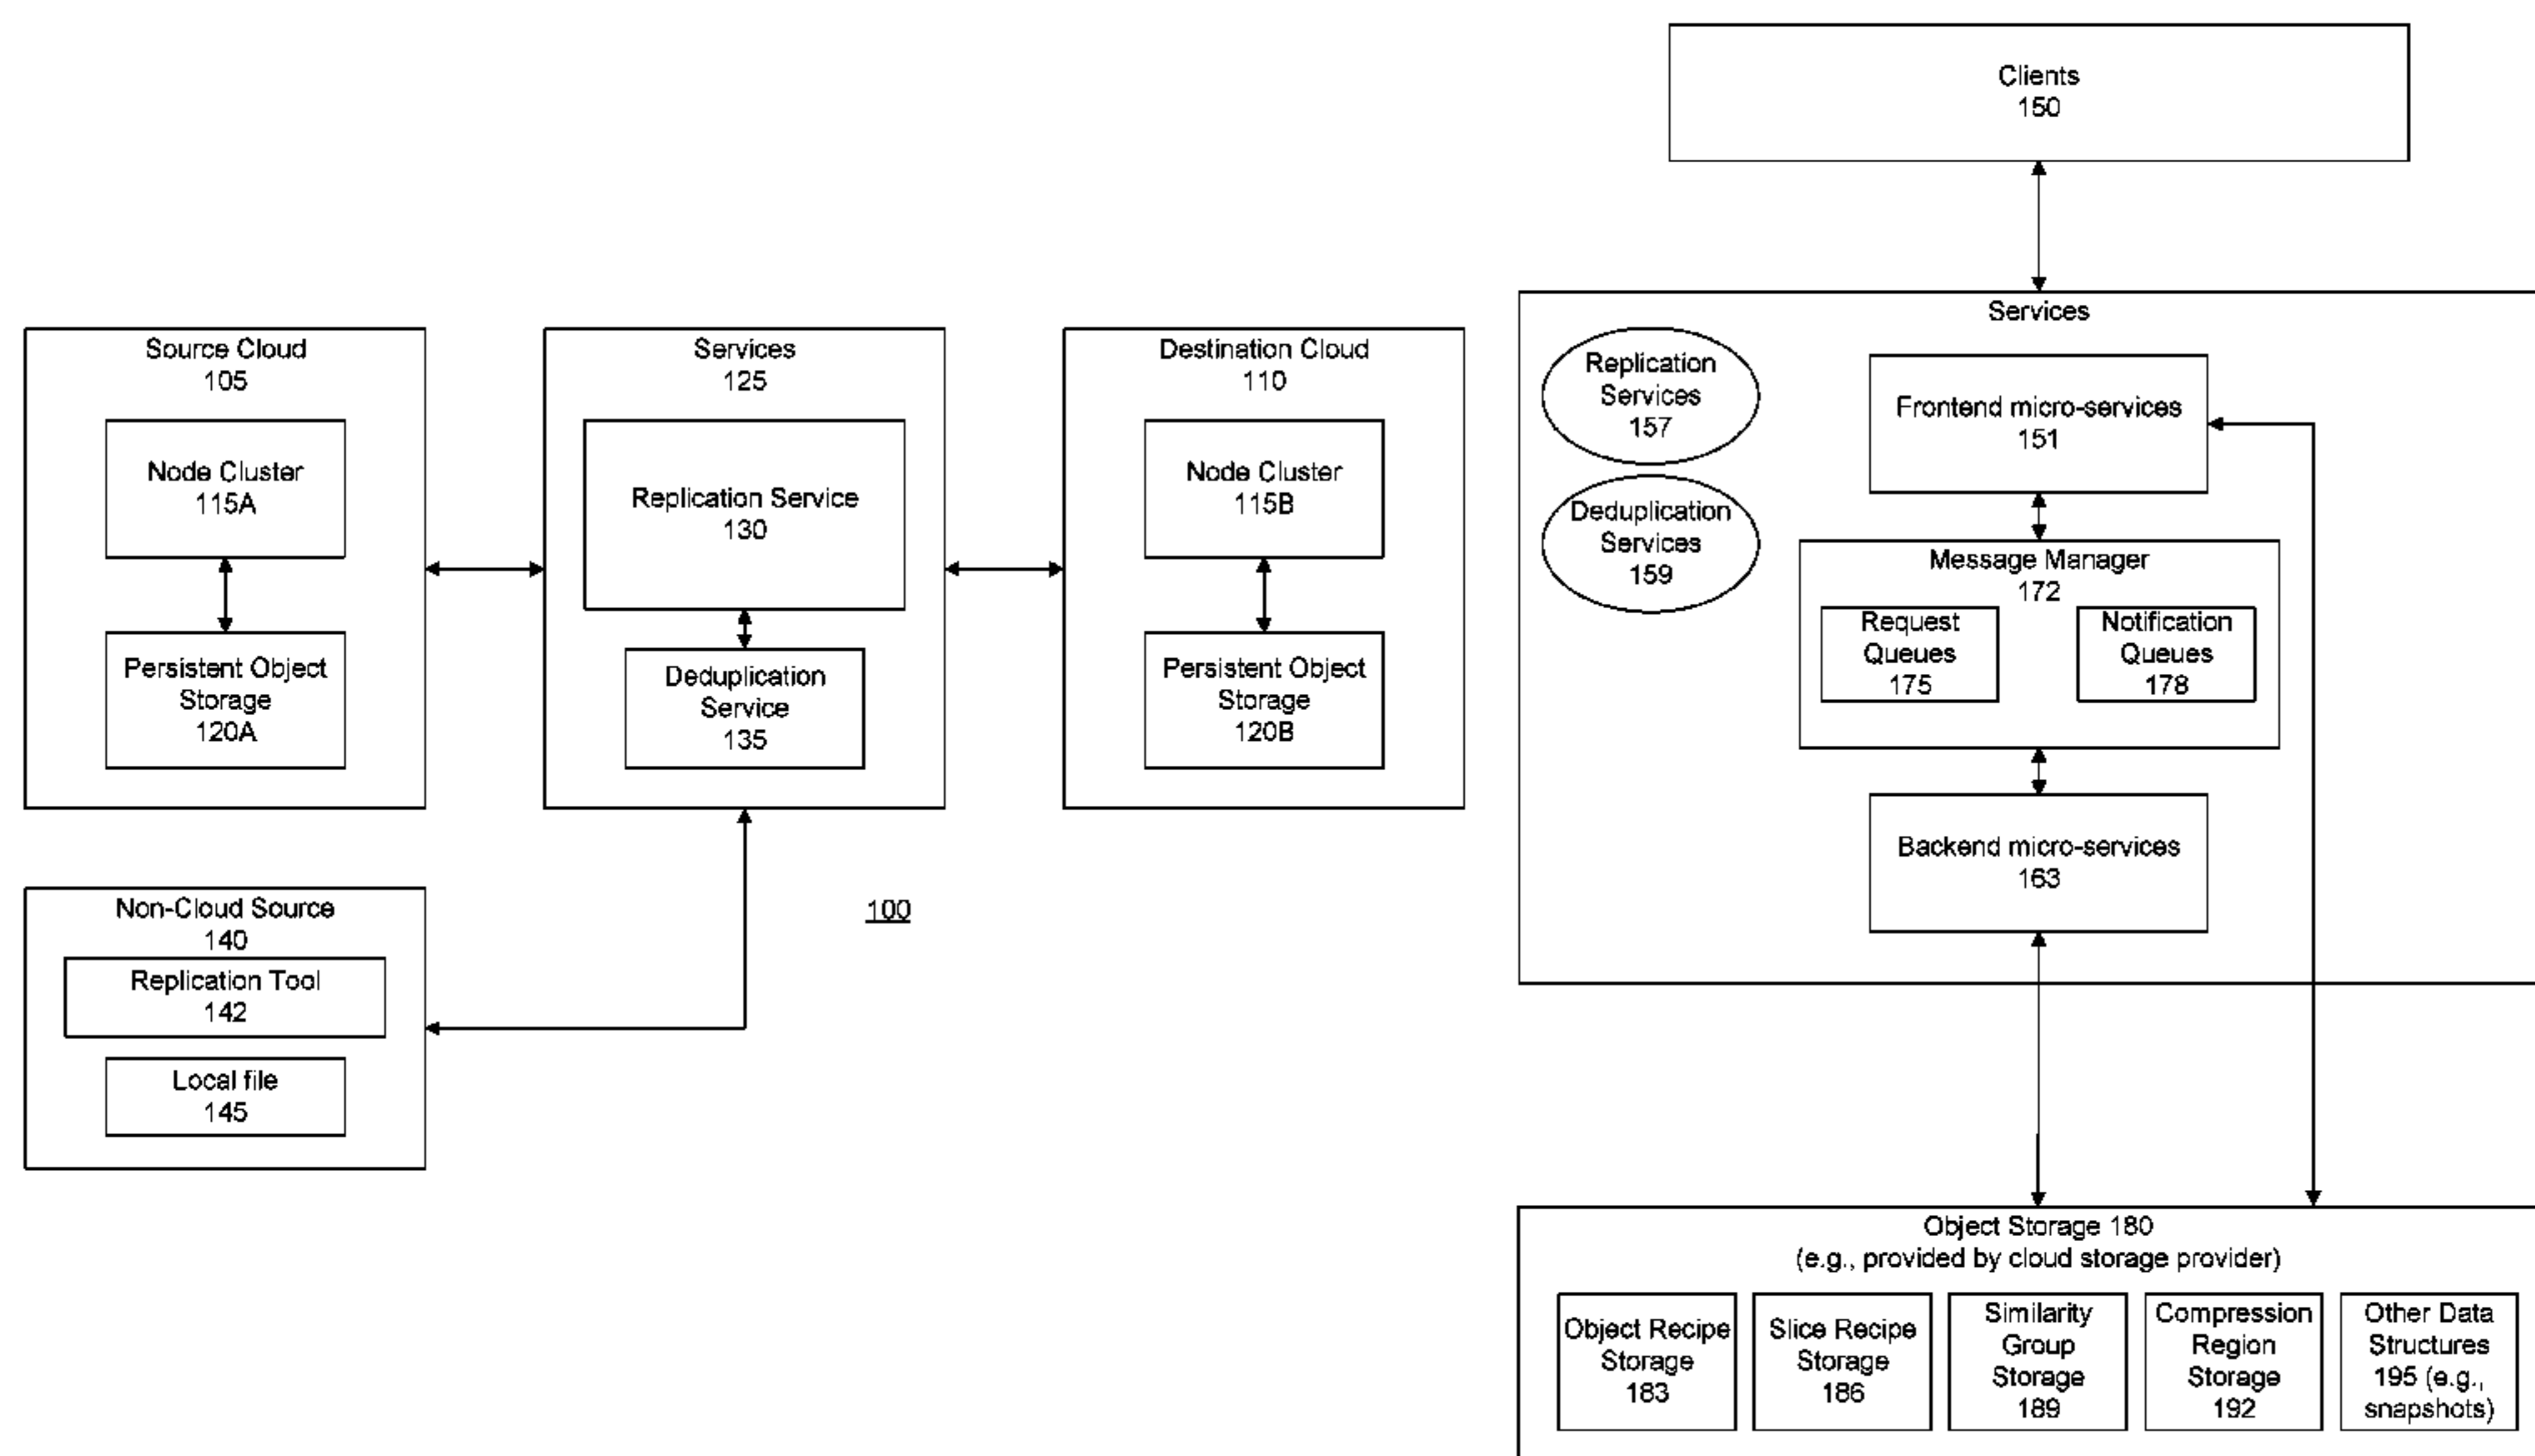 Source Cloud
105
Node Cluster
115A
Persistent Object
Storage
120A
Services
125
Replication Service
130
Deduplication
Service
135
Destination Cloud
110
Node Cluster
115B
Persistent Object
Storage
120B
Non-Cloud Source
140
Replication Tool
142
Local file
145
100
Clients
150
Services
Replication
Services
157
Deduplication
Services
159
Frontend micro-services
151
Message Manager
172
Request
Queues
175
Notification
Queues
178
Backend micro-services
163
Object Storage 180
(e.g., provided by cloud storage provider)
Object Recipe
Storage
183
Slice Recipe
Storage
186
Similarity
Group
Storage
189
Compression
Region
Storage
192
Other Data
Structures
195 (e.g.,
snapshots)